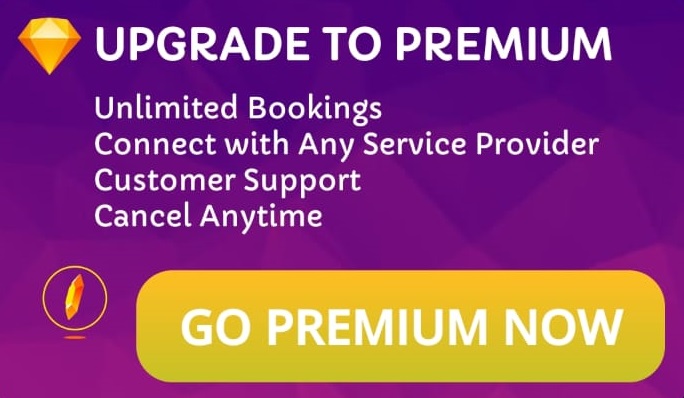 UPGRADE TO PREMIUM
Unlimited Bookings
Connect with Any Service Provider
Customer Support
Cancel Anytime
GO PREMIUM NOW